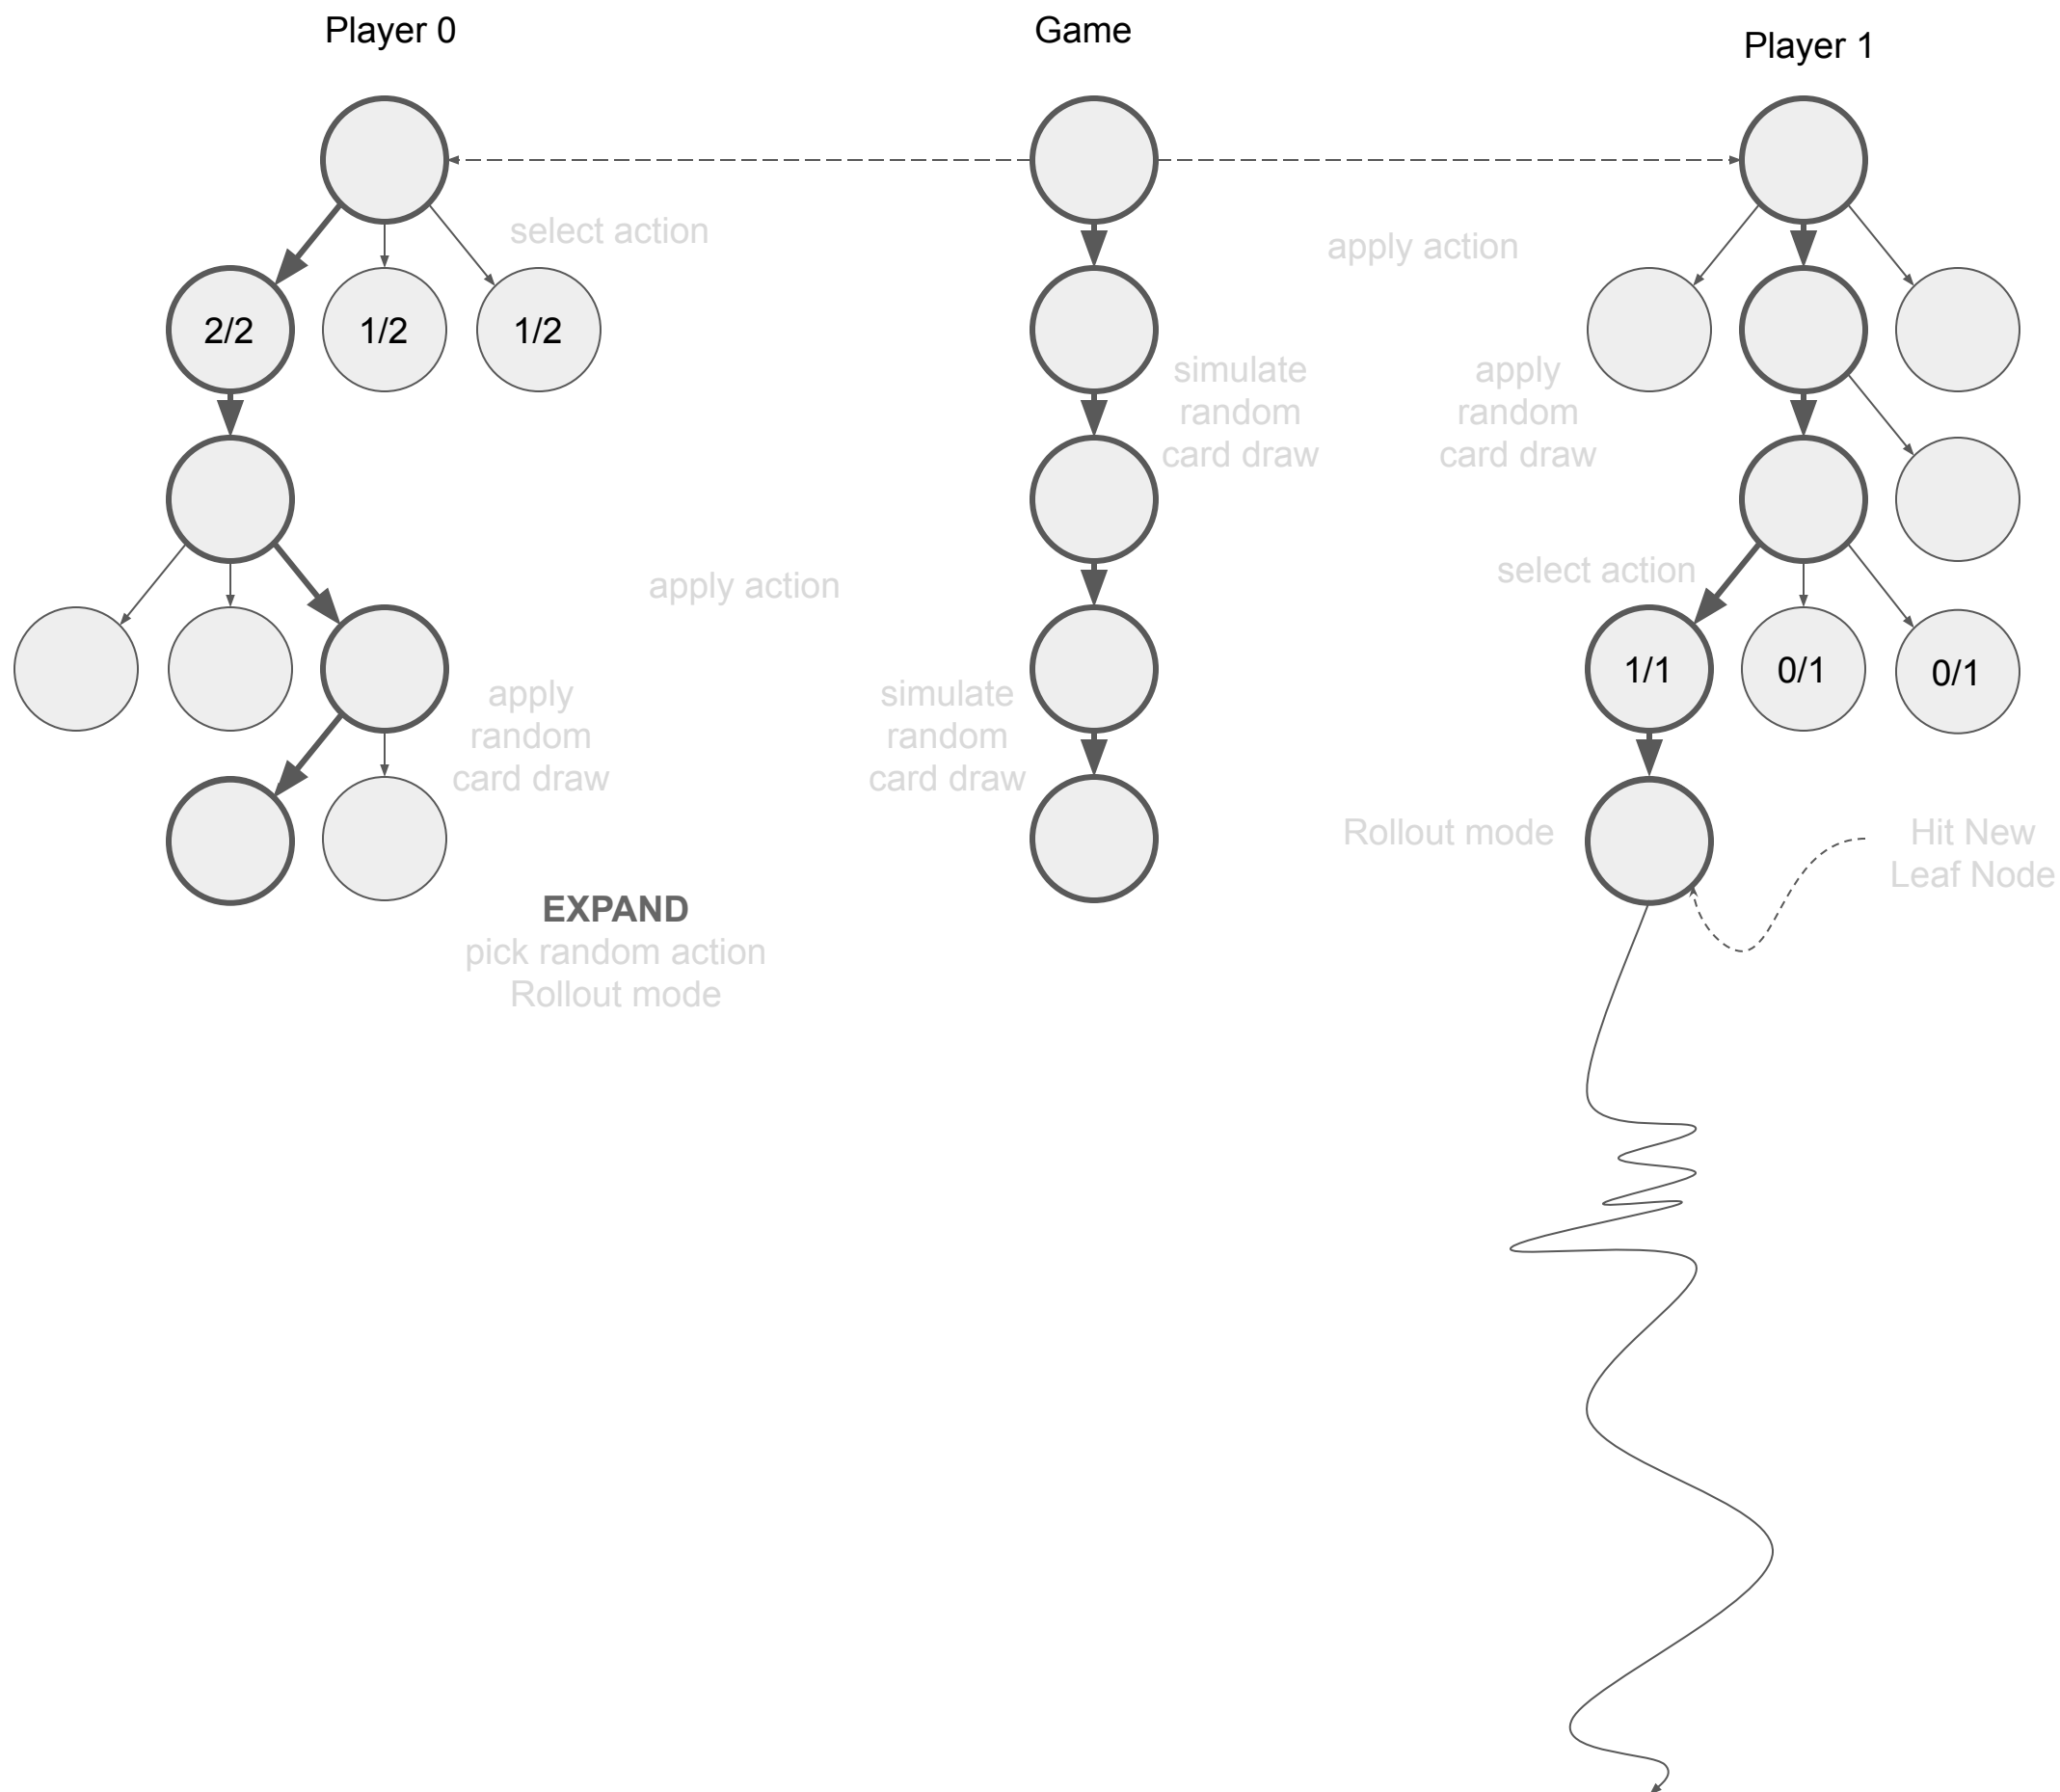 Player 0
Game
Player 1
select action
apply action
2/2
1/2
1/2
simulate
random
card draw
apply
random
card draw
apply action
select action
1/1
0/1
0/1
apply
random
card draw
simulate
random
card draw
Rollout mode
Hit New
Leaf Node
EXPAND
pick random action
Rollout mode